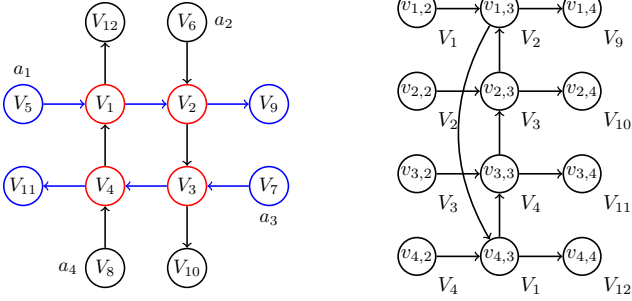 V12 V6 a2
a1
V5 V1 V2 V9
V11 V4 V3 V7
a3
a4 V8 V10
v1,2 v1,3 v1,4
V1 V2 V9
v2,2 v2,3 v2,4
V2 V3 V10
v3,2 v3,3 v3,4
V3 V4 V11
v4,2 v4,3 v4,4
V4 V1 V12